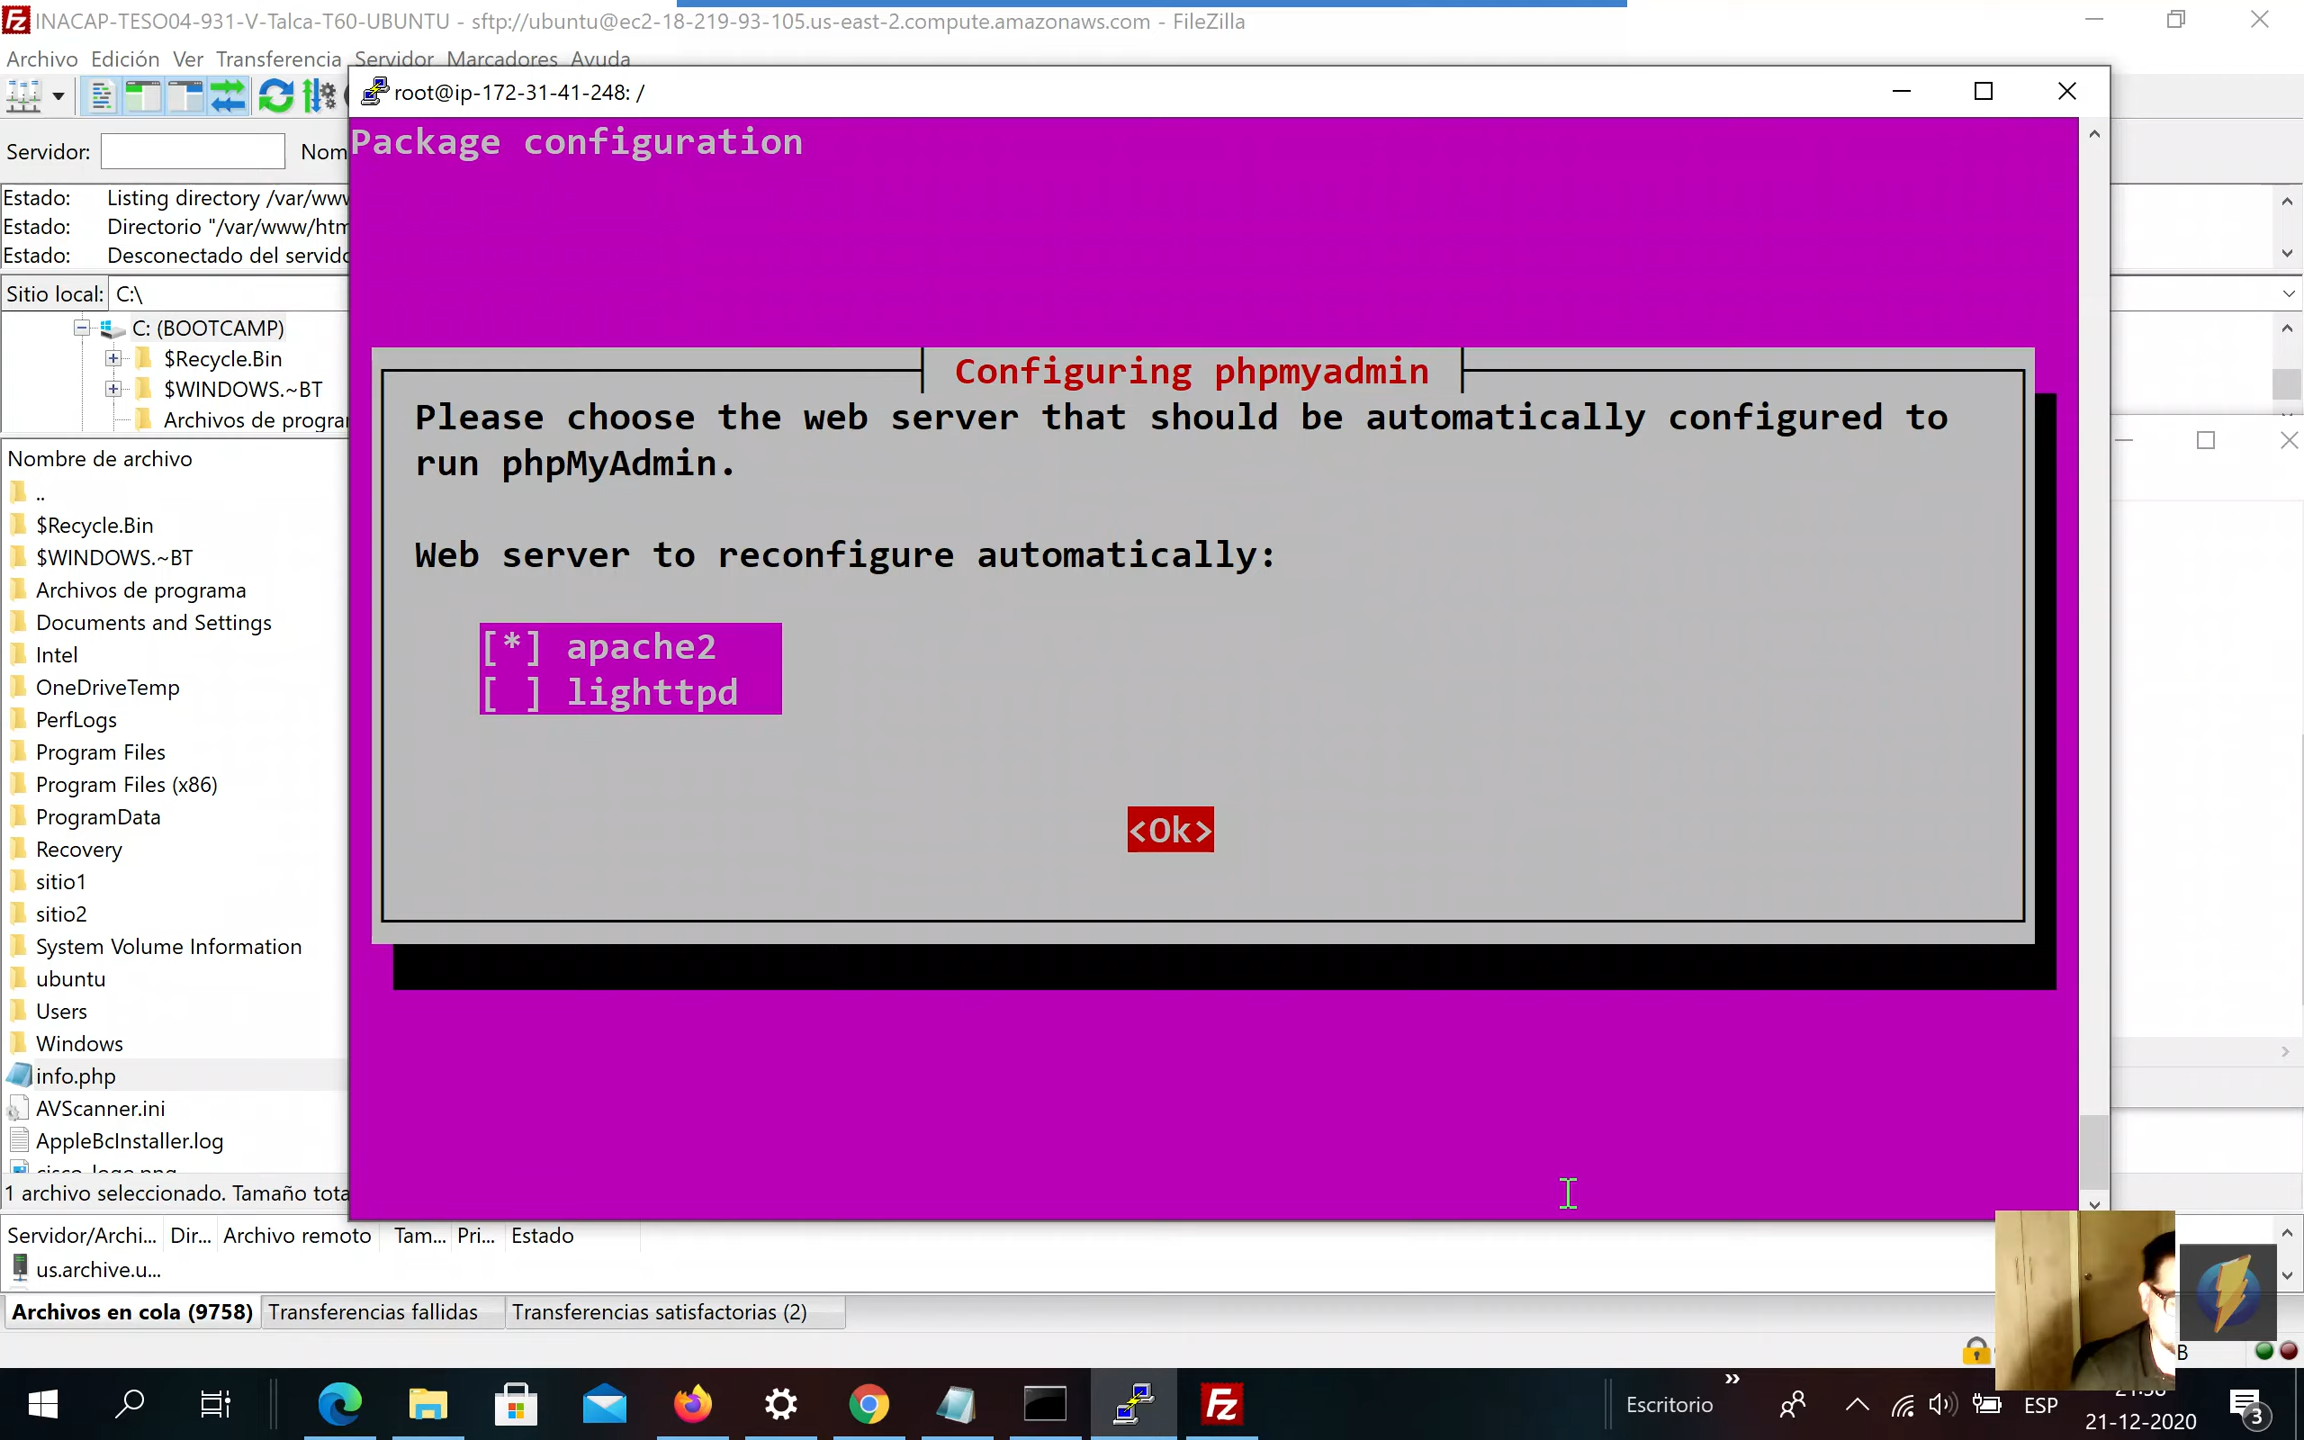 INACAP-TESO04-931-V-Talca-T60-UBUNTU - sftp://ubuntu@ec2-18-219-93-105.us-east-2.compute.amazonaws.com - FileZilla
Archivo Edición Ver Transferencia Servidor Marcadores Ayuda
root@ip-172-31-41-248: /
Servidor: Nom
Estado: Listing directory /var/www
Estado: Directorio "/var/www/htm
Estado: Desconectado del servido
Sitio local: C:\
C: (BOOTCAMP)
$Recycle.Bin
$WINDOWS.~BT
Archivos de progra
Nombre de archivo
..
$Recycle.Bin
$WINDOWS.~BT
Archivos de programa
Documents and Settings
Intel
OneDriveTemp
PerfLogs
Program Files
Program Files (x86)
ProgramData
Recovery
sitio1
sitio2
System Volume Information
ubuntu
Users
Windows
info.php
AVScanner.ini
AppleBcInstaller.log
1 archivo seleccionado. Tamaño tota
Package configuration
Configuring phpmyadmin
Please choose the web server that should be automatically configured to
run phpMyAdmin.
Web server to reconfigure automatically:
[*] apache2
[ ] lighttpd
<Ok>
Servidor/Archi... Dir... Archivo remoto Tam... Pri... Estado
us.archive.u...
Archivos en cola (9758) Transferencias fallidas Transferencias satisfactorias (2)
B
Escritorio
ESP
21-12-2020
3